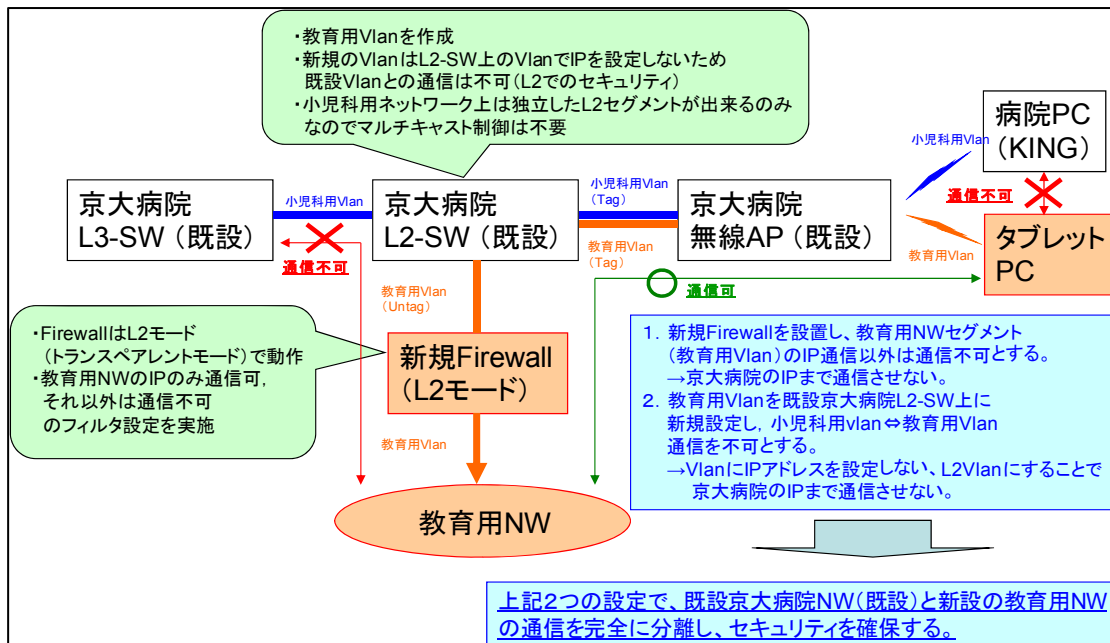 ・教育用Vlanを作成
・新規のVlanはL2-SW上のVlanでIPを設定しないため
既設Vlanとの通信は不可(L2でのセキュリティ)
・小児科用ネットワーク上は独立したL2セグメントが出来るのみ
なのでマルチキャスト制御は不要
病院PC
(KING)
小児科用Vlan
通信不可
京大病院
L3-SW(既設)
小児科用Vlan
京大病院
L2-SW(既設)
小児科用Vlan
(Tag)
京大病院
無線AP(既設)
タブレット
PC
教育用Vlan
通信不可
教育用Vlan
(Tag)
通信可
教育用Vlan
(Untag)
・FirewallはL2モード
(トランスペアレントモード)で動作
・教育用NWのIPのみ通信可,
それ以外は通信不可
のフィルタ設定を実施
新規Firewall
(L2モード)
教育用Vlan
教育用NW
1. 新規Firewallを設置し、教育用NWセグメント
(教育用Vlan)のIP通信以外は通信不可とする。
→京大病院のIPまで通信させない。
2. 教育用Vlanを既設京大病院L2-SW上に
新規設定し, 小児科用vlan⇔教育用Vlan
通信を不可とする。
→VlanにIPアドレスを設定しない、L2Vlanにすることで
京大病院のIPまで通信させない。
上記2つの設定で、既設京大病院NW(既設)と新設の教育用NW
の通信を完全に分離し、セキュリティを確保する。